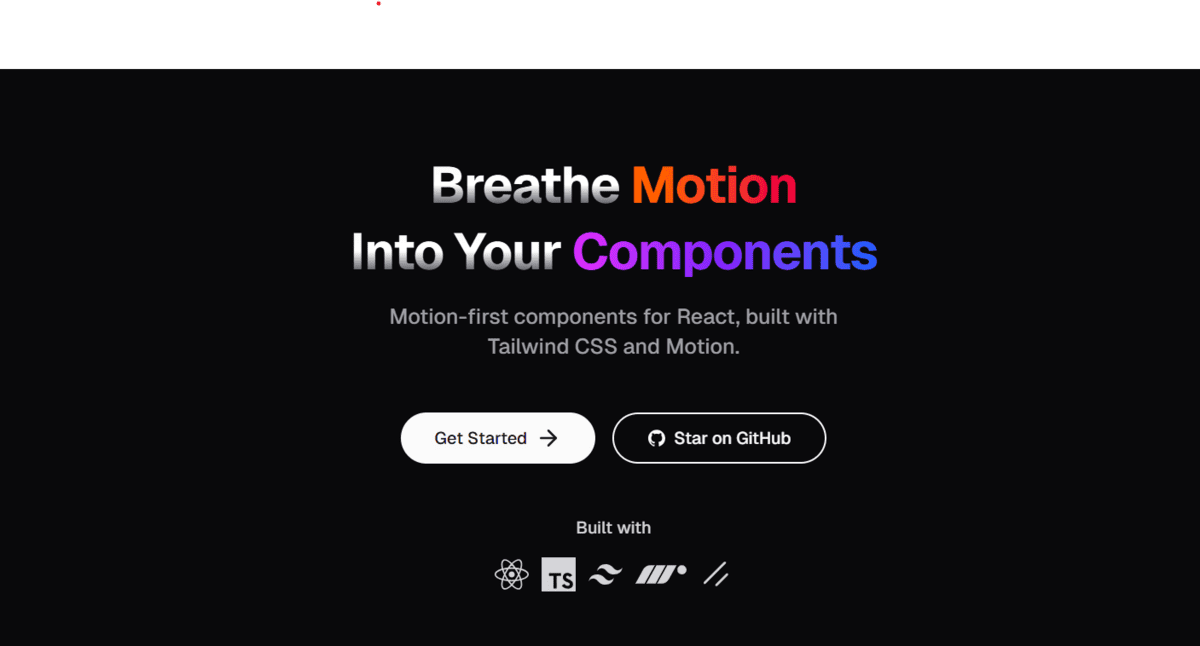 Breathe Motion
Into Your Components
Motion-first components for React, built with
Tailwind CSS and Motion.
Get Started
Star on GitHub
Built with
TS